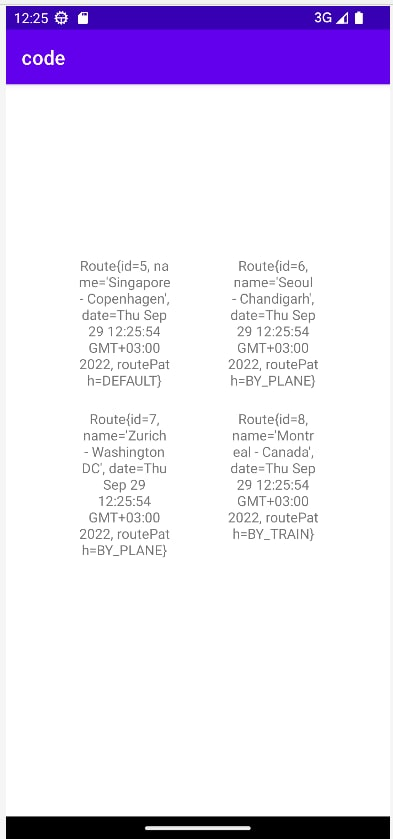 12:25
3G
code
Route{id=5, na
me='Singapore
- Copenhagen',
date=Thu Sep
29 12:25:54
GMT+03:00
2022, routePat
h=DEFAULT}
Route{id=6,
name='Seoul
- Chandigarh',
date=Thu Sep
29 12:25:54
GMT+03:00
2022, routePat
h=BY_PLANE}
Route{id=7,
name='Zurich
- Washington
DC', date=Thu
Sep 29
12:25:54
GMT+03:00
2022, routePat
h=BY_PLANE}
Route{id=8,
name='Montr
eal - Canada',
date=Thu Sep
29 12:25:54
GMT+03:00
2022, routePat
h=BY_TRAIN}